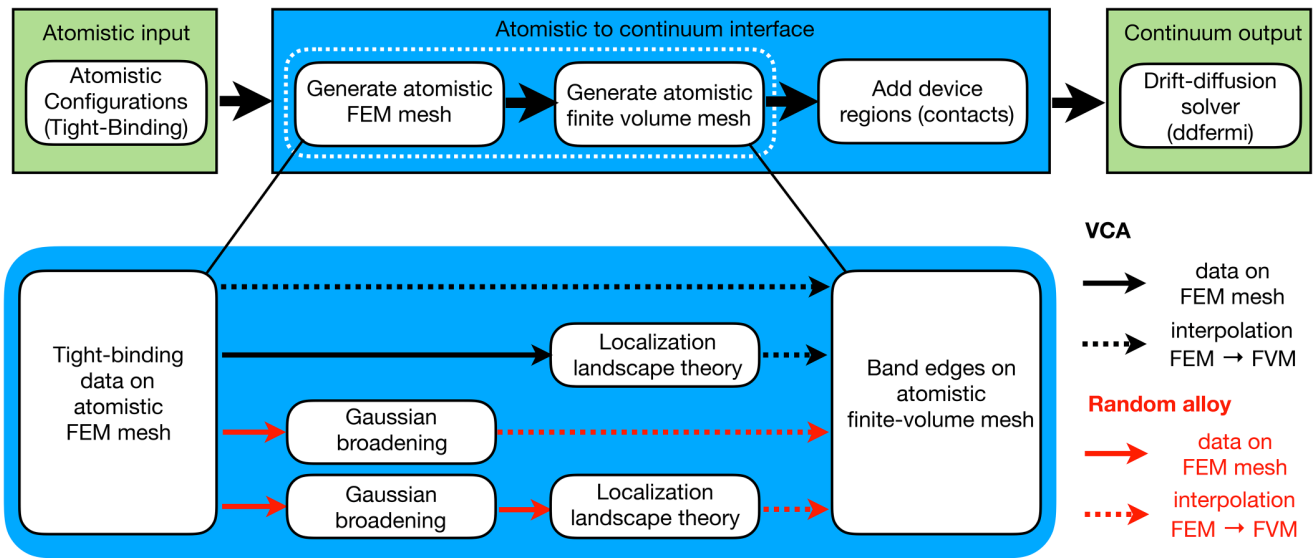 Atomistic input
Atomistic
Configurations
(Tight-Binding)
Atomistic to continuum interface
Generate atomistic
FEM mesh
Generate atomistic
finite volume mesh
Add device
regions (contacts)
Continuum output
Drift-diffusion
solver
(ddfermi)
Tight-binding
data on
atomistic
FEM mesh
Localization
landscape theory
Gaussian
broadening
Gaussian
broadening
Localization
landscape theory
Band edges on
atomistic
finite-volume mesh
VCA
data on
FEM mesh
interpolation
FEM → FVM
Random alloy
data on
FEM mesh
interpolation
FEM → FVM